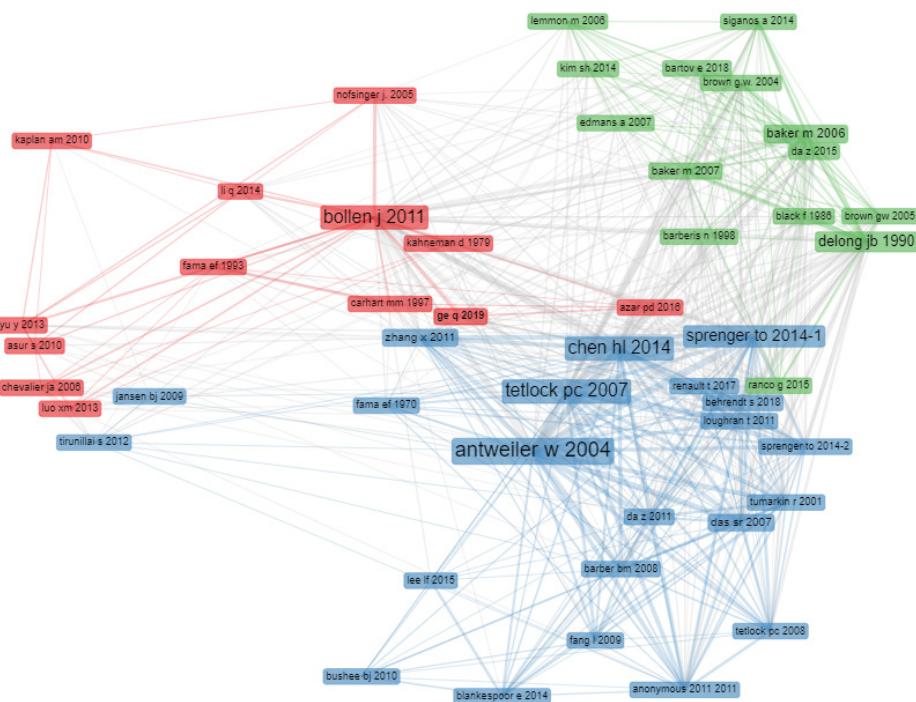 lemmon m 2006
siganos a 2014
kim sh 2014
bartov e 2018
brown g.w. 2004
nofsinger j. 2005
edmans a 2007
baker m 2006
kaplan am 2010
da z 2015
baker m 2007
li q 2014
bollen j 2011
black f 1986
brown gw 2005
barberis n 1998
delong jb 1990
kahneman d 1979
fama ef 1993
carhart mm 1997
azar pd 2016
ge q 2019
yu y 2013
zhang x 2011
sprenger to 2014-1
asur s 2010
chen hl 2014
chevalier ja 2006
jansen bj 2009
tetlock pc 2007
renault t 2017
ranco g 2015
luo xm 2013
fama ef 1970
behrendt s 2018
loughran t 2011
tirunillai s 2012
antweiler w 2004
sprenger to 2014-2
tumarkin r 2001
da z 2011
das sr 2007
barber bm 2008
lee lf 2015
tetlock pc 2008
fang l 2009
bushee bj 2010
blankespoor e 2014
anonymous 2011 2011